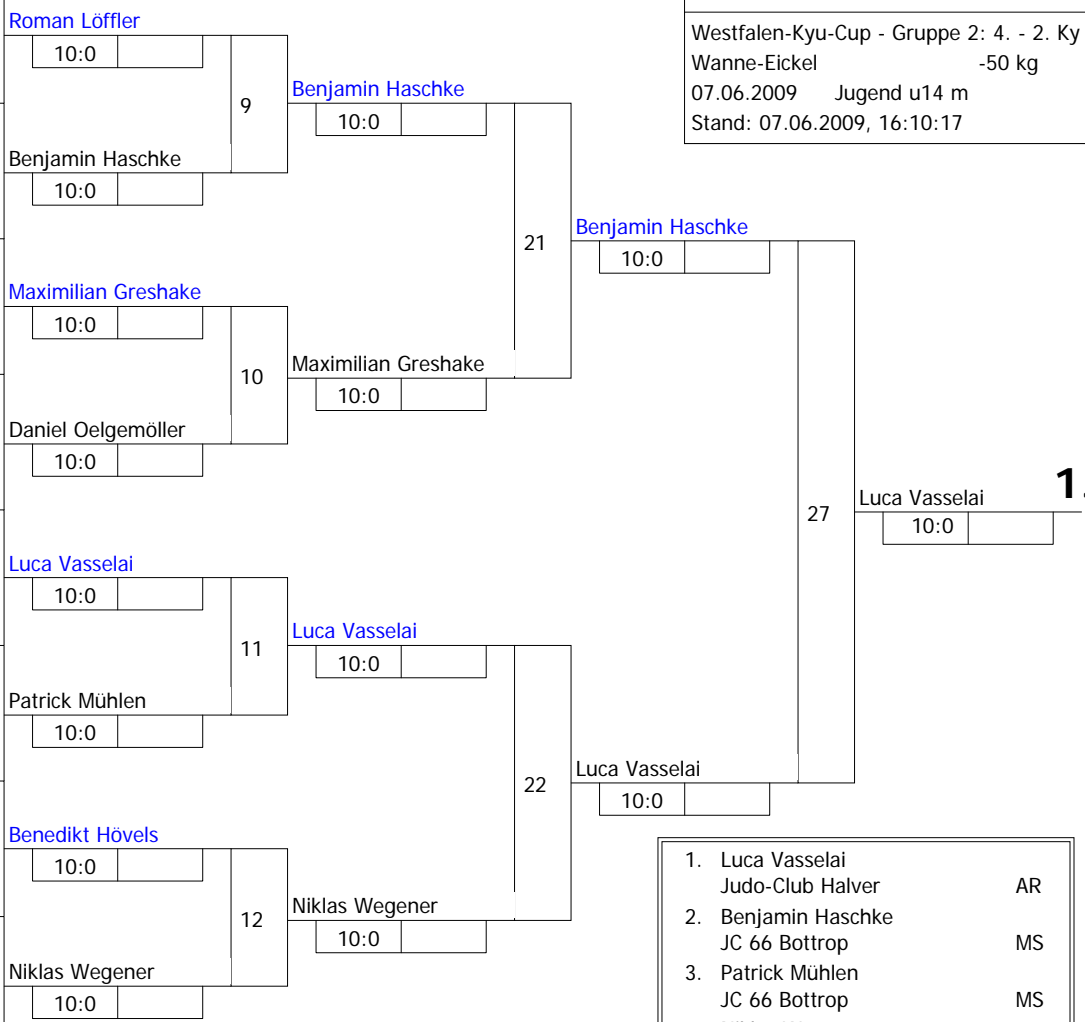 Roman Löffler
10:0
9
Benjamin Haschke
10:0
Maximilian Greshake
10:0
10
Daniel Oelgemöller
10:0
Luca Vasselai
10:0
11
Patrick Mühlen
10:0
Benedikt Hövels
10:0
12
Niklas Wegener
10:0
Benjamin Haschke
10:0
21
Maximilian Greshake
10:0
Luca Vasselai
10:0
22
Niklas Wegener
10:0
Benjamin Haschke
10:0
27
Luca Vasselai
10:0
Luca Vasselai 1.
10:0
Westfalen-Kyu-Cup - Gruppe 2: 4. - 2. Ky
Wanne-Eickel -50 kg
07.06.2009 Jugend u14 m
Stand: 07.06.2009, 16:10:17
1. Luca Vasselai
Judo-Club Halver AR
2. Benjamin Haschke
JC 66 Bottrop MS
3. Patrick Mühlen
JC 66 Bottrop MS